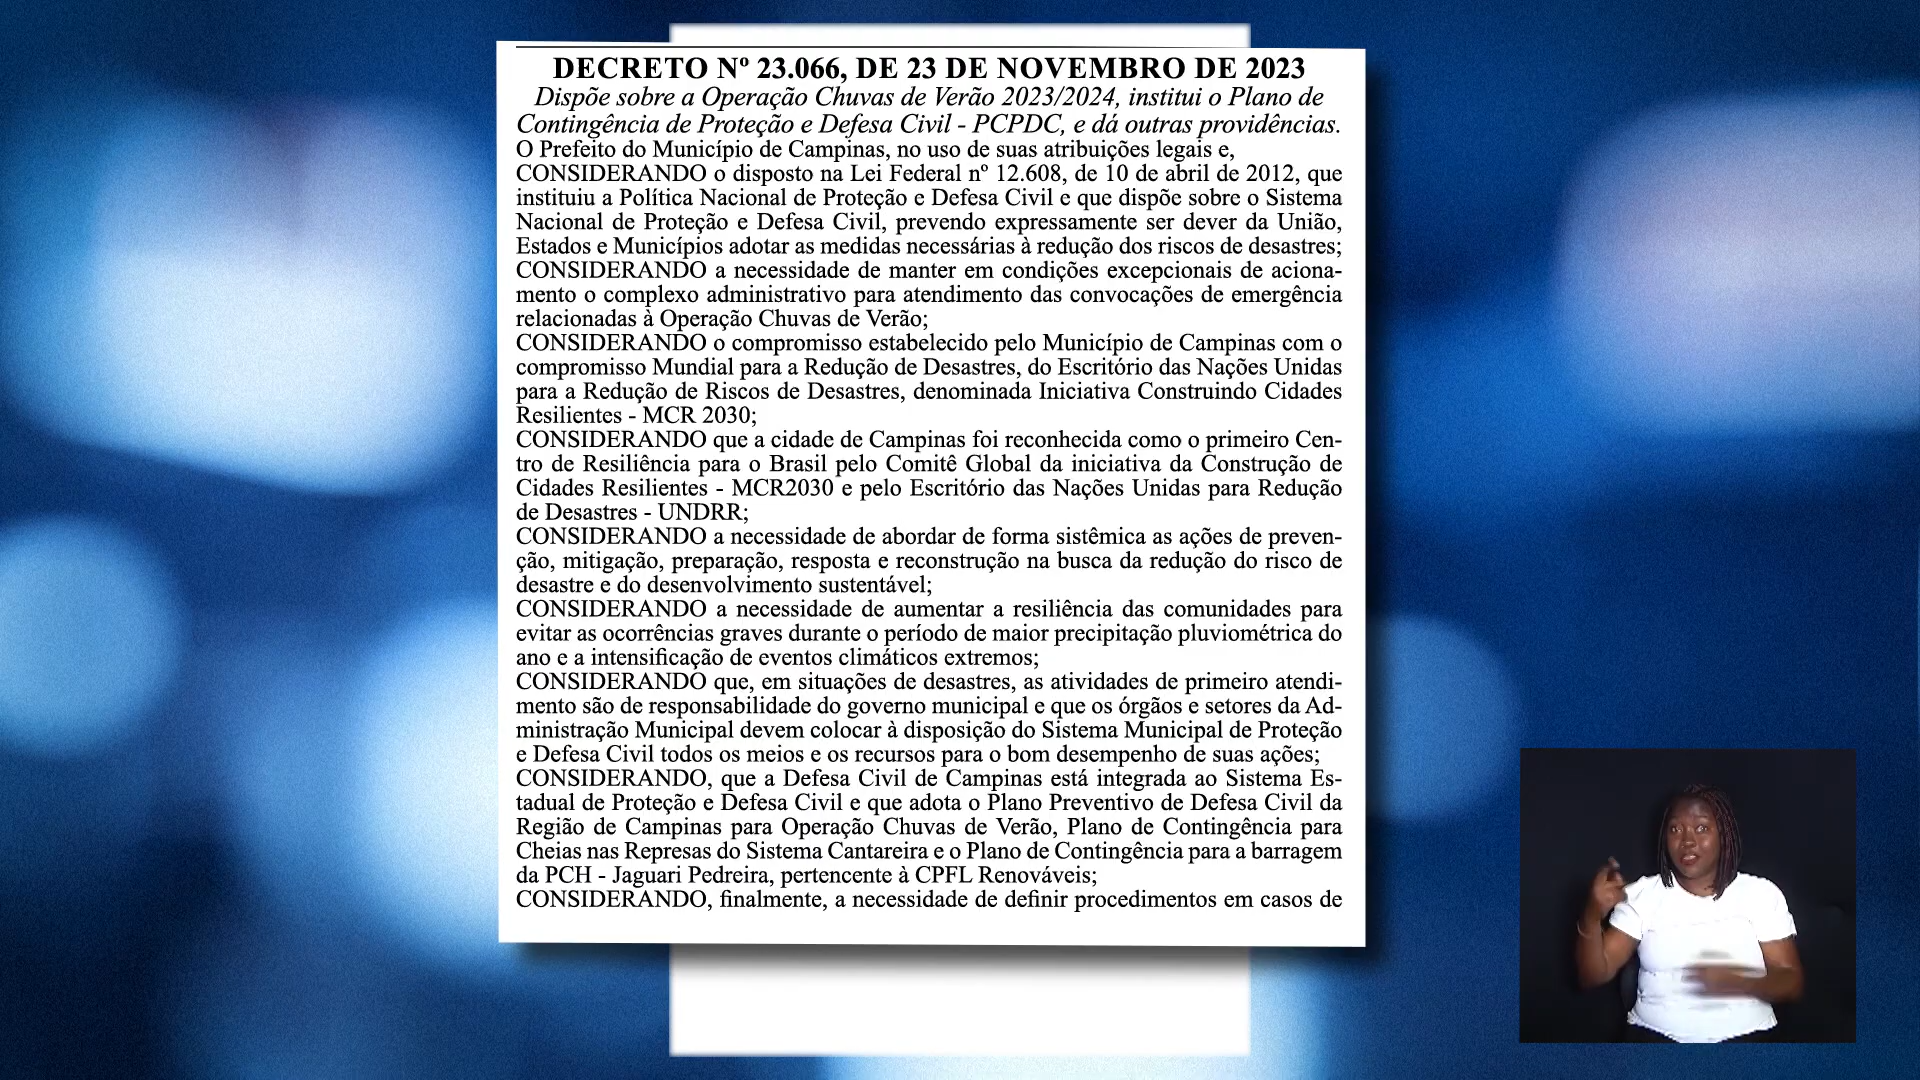 DECRETO Nº 23.066, DE 23 DE NOVEMBRO DE 2023
Dispõe sobre a Operação Chuvas de Verão 2023/2024, institui o Plano de
Contingência de Proteção e Defesa Civil - PCPDC, e dá outras providências.
O Prefeito do Município de Campinas, no uso de suas atribuições legais e,
CONSIDERANDO o disposto na Lei Federal nº 12.608, de 10 de abril de 2012, que
instituiu a Política Nacional de Proteção e Defesa Civil e que dispõe sobre o Sistema
Nacional de Proteção e Defesa Civil, prevendo expressamente ser dever da União,
Estados e Municípios adotar as medidas necessárias à redução dos riscos de desastres;
CONSIDERANDO a necessidade de manter em condições excepcionais de aciona-
mento o complexo administrativo para atendimento das convocações de emergência
relacionadas à Operação Chuvas de Verão;
CONSIDERANDO o compromisso estabelecido pelo Município de Campinas com o
compromisso Mundial para a Redução de Desastres, do Escritório das Nações Unidas
para a Redução de Riscos de Desastres, denominada Iniciativa Construindo Cidades
Resilientes - MCR 2030;
CONSIDERANDO que a cidade de Campinas foi reconhecida como o primeiro Cen-
tro de Resiliência para o Brasil pelo Comitê Global da iniciativa da Construção de
Cidades Resilientes - MCR2030 e pelo Escritório das Nações Unidas para Redução
de Desastres - UNDRR;
CONSIDERANDO a necessidade de abordar de forma sistêmica as ações de preven-
ção, mitigação, preparação, resposta e reconstrução na busca da redução do risco de
desastre e do desenvolvimento sustentável;
CONSIDERANDO a necessidade de aumentar a resiliência das comunidades para
evitar as ocorrências graves durante o período de maior precipitação pluviométrica do
ano e a intensificação de eventos climáticos extremos;
CONSIDERANDO que, em situações de desastres, as atividades de primeiro atendi-
mento são de responsabilidade do governo municipal e que os órgãos e setores da Ad-
ministração Municipal devem colocar à disposição do Sistema Municipal de Proteção
e Defesa Civil todos os meios e os recursos para o bom desempenho de suas ações;
CONSIDERANDO, que a Defesa Civil de Campinas está integrada ao Sistema Es-
tadual de Proteção e Defesa Civil e que adota o Plano Preventivo de Defesa Civil da
Região de Campinas para Operação Chuvas de Verão, Plano de Contingência para
Cheias nas Represas do Sistema Cantareira e o Plano de Contingência para a barragem
da PCH - Jaguari Pedreira, pertencente à CPFL Renováveis;
CONSIDERANDO, finalmente, a necessidade de definir procedimentos em casos de